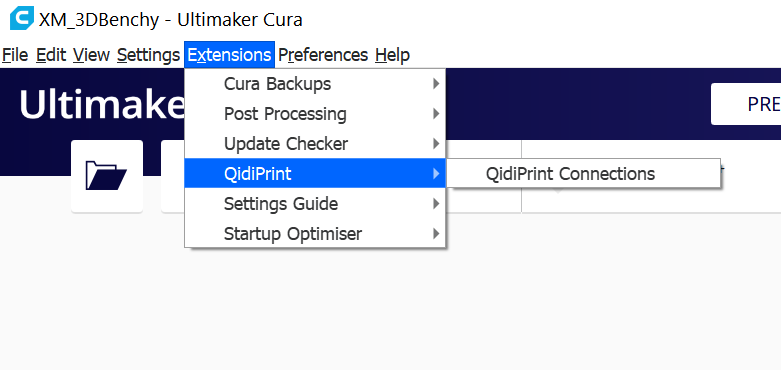 XM_3DBenchy - Ultimaker Cura
File Edit View Settings Extensions Preferences Help
Ultimake
PRE
Cura Backups
Post Processing
Update Checker
QidiPrint
QidiPrint Connections
Settings Guide
Startup Optimiser